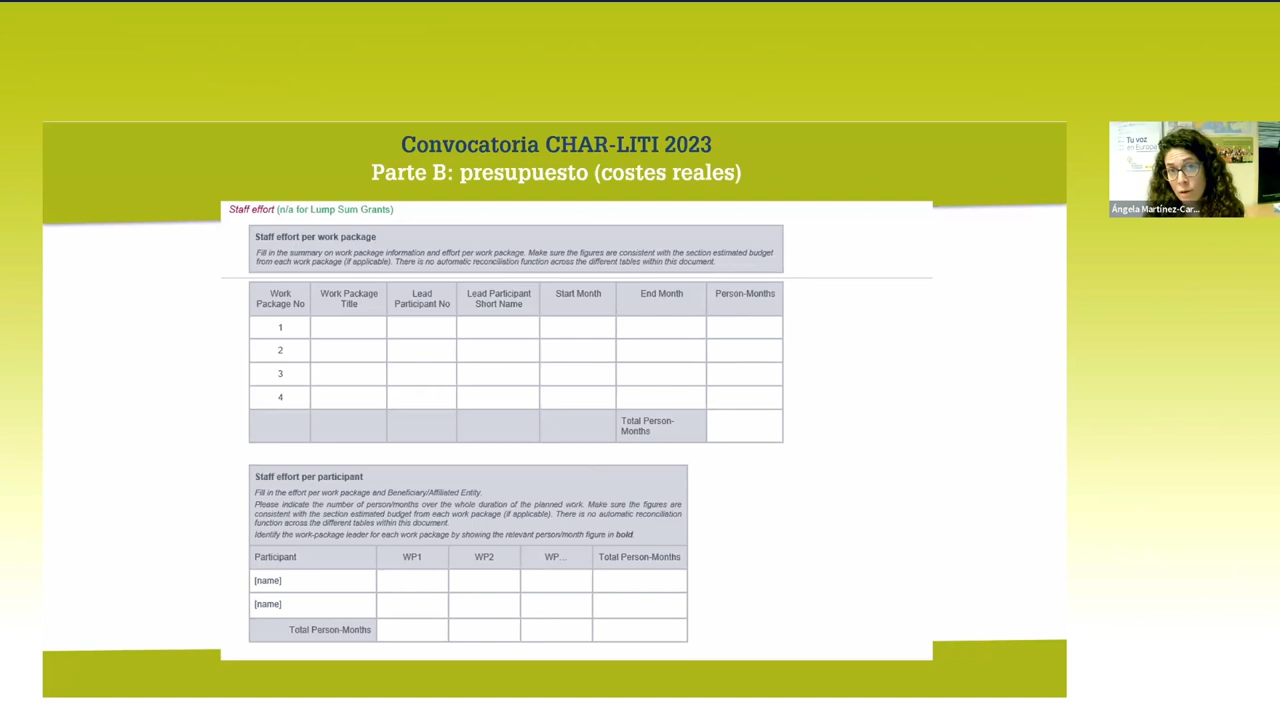 Convocatoria CHAR-LITI 2023
Parte B: presupuesto (costes reales)
Staff effort (n/a for Lump Sum Grants)
Staff effort per work package
Fill in the summary on work package information and effort per work package. Make sure the figures are consistent with the section estimated budget
from each work package (if applicable). There is no automatic reconciliation function across the different tables within this document.
Work Package No | Work Package Title | Lead Participant No | Lead Participant Short Name | Start Month | End Month | Person-Months
1
2
3
4
Total Person-Months
Staff effort per participant
Fill in the effort per work package and Beneficiary/Affiliated Entity.
Please indicate the number of person/months over the whole duration of the planned work. Make sure the figures are
consistent with the section estimated budget from each work package (if applicable). There is no automatic reconciliation
function across the different tables within this document.
Identify the work-package leader for each work package by showing the relevant person/month figure in bold.
Participant | WP1 | WP2 | WP... | Total Person-Months
[name]
[name]
Total Person-Months
Tu voz
en Europe
Ángela Martínez-Car...